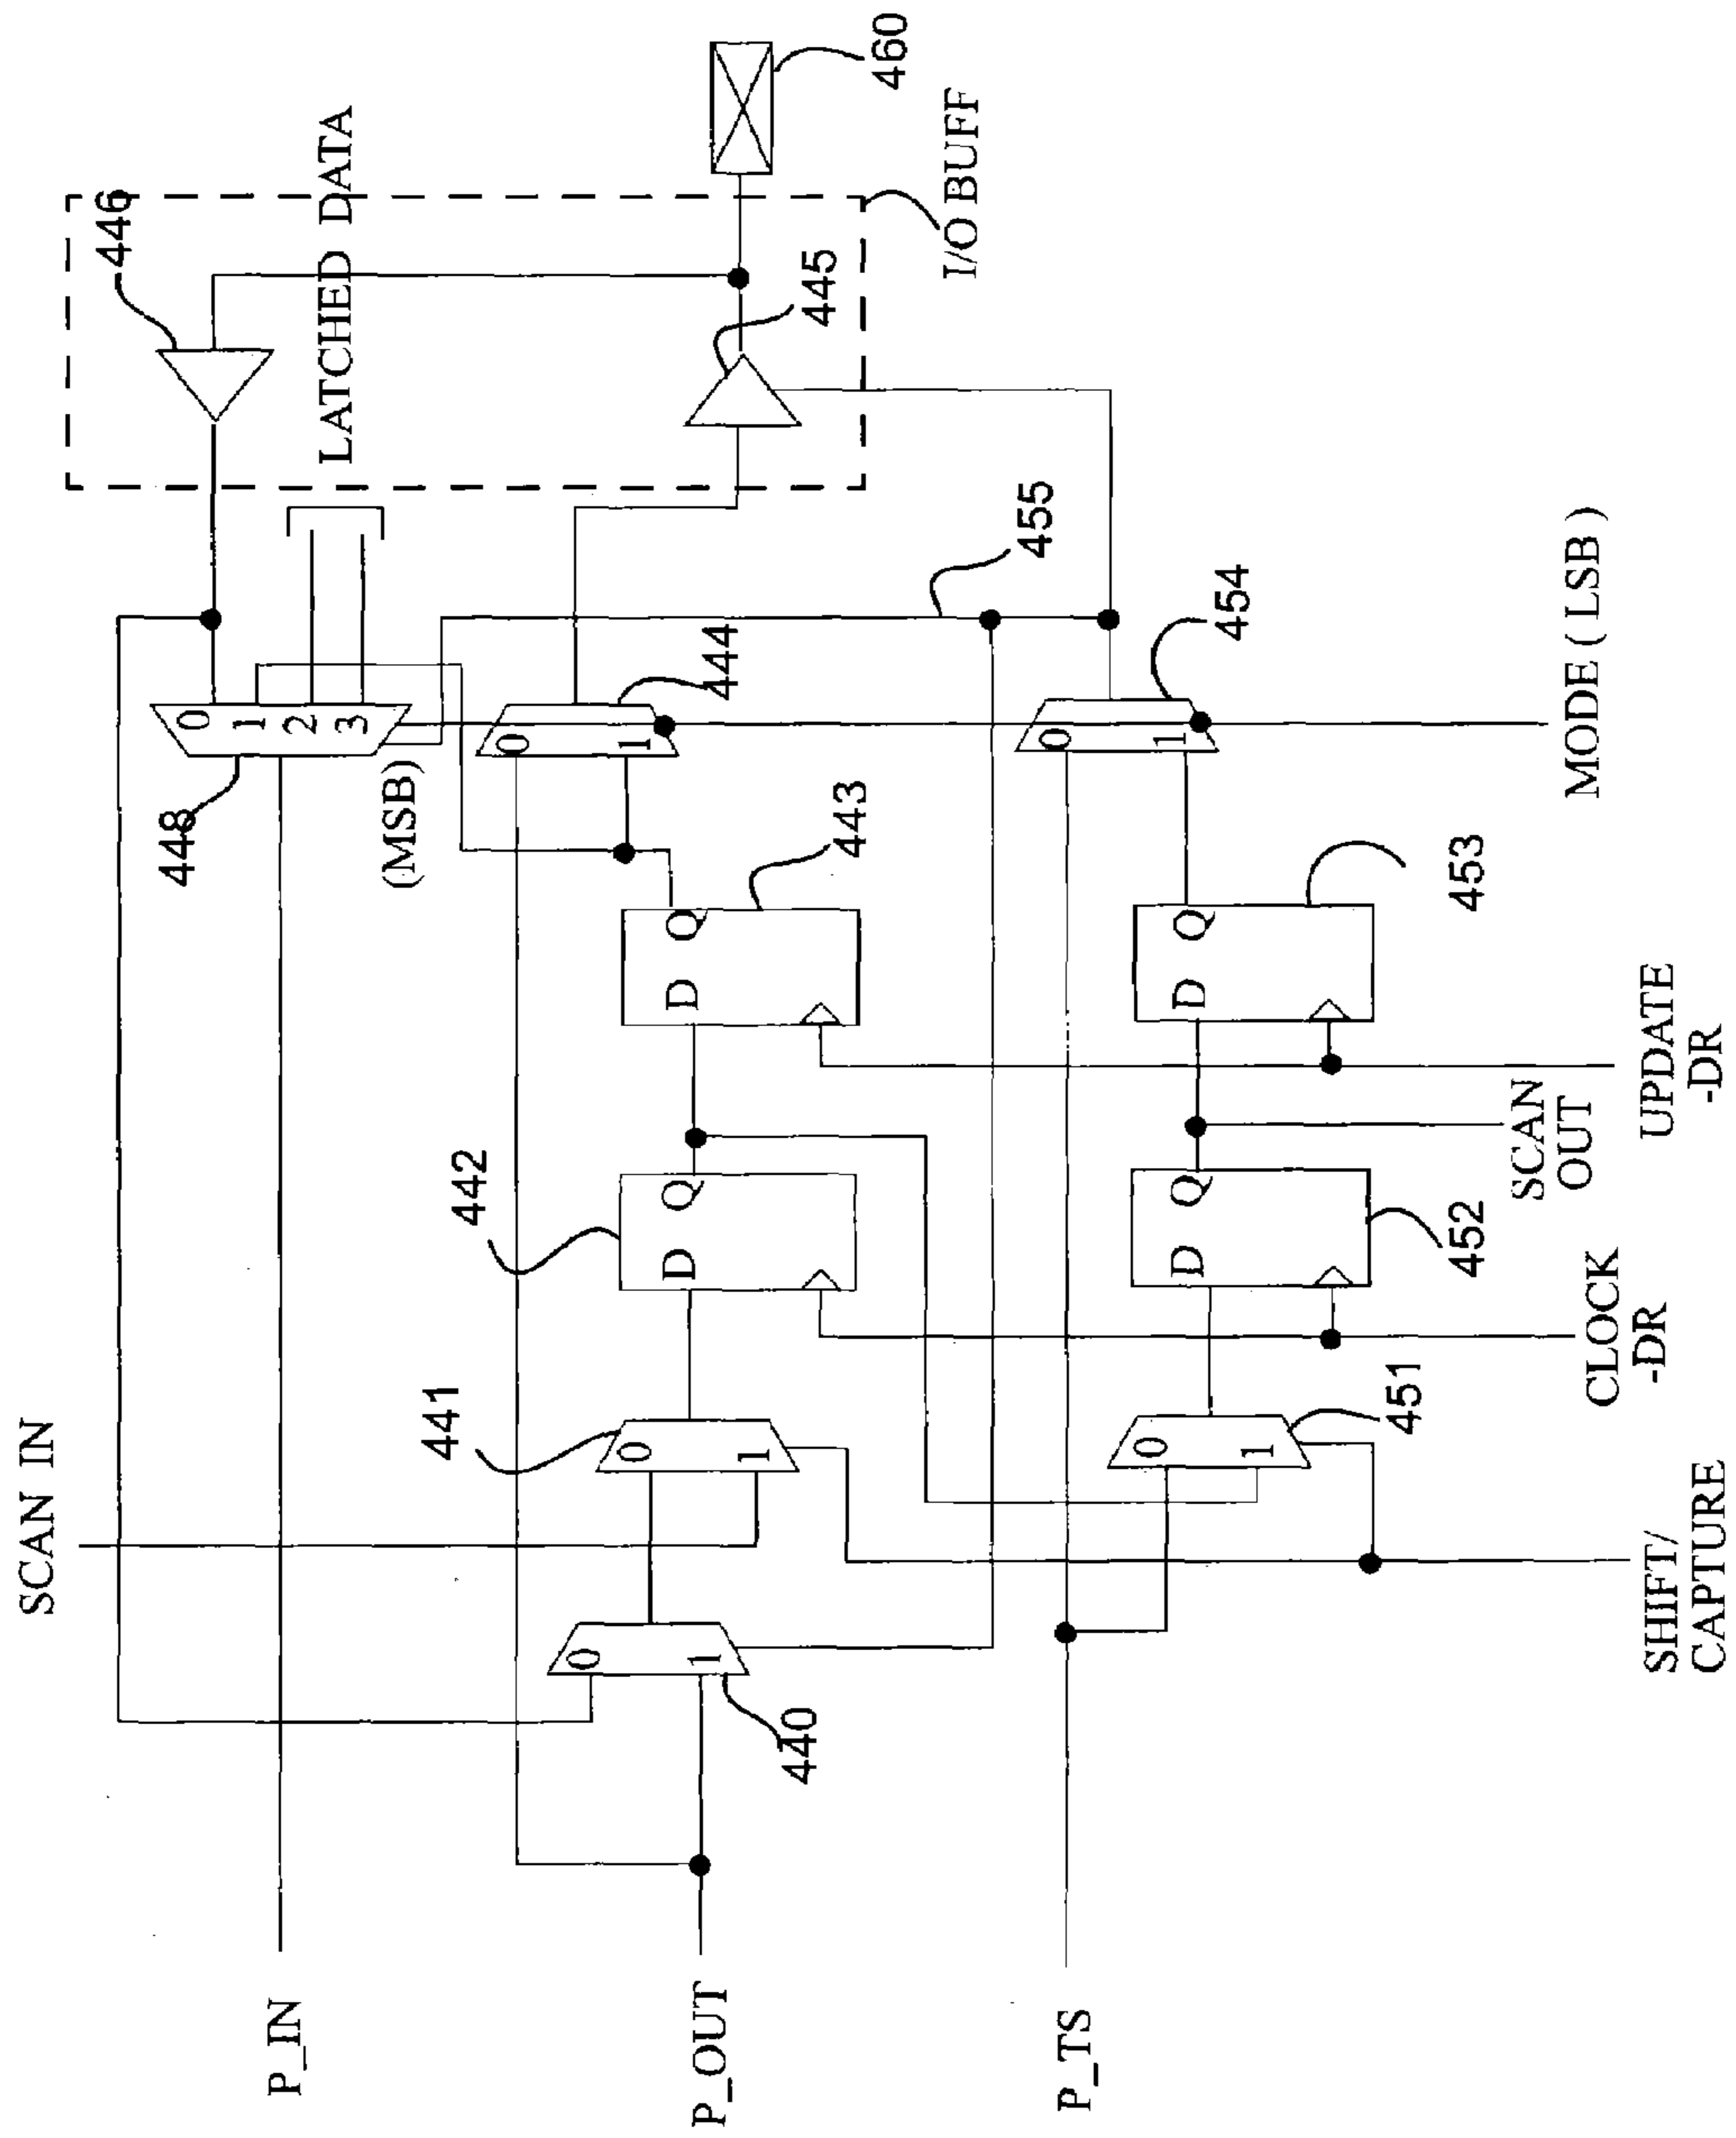 SCAN IN
P_IN
P_OUT
P_TS
448
0
1
2
3
(MSB)
446
LATCHED DATA
445
460
I/O BUFF
440
0
1
441
0
1
442
D Q
443
D Q
444
0
1
455
451
0
1
452
D Q
453
D Q
454
0
1
SHIFT/
CAPTURE
CLOCK
-DR
SCAN
OUT
UPDATE
-DR
MODE ( LSB )